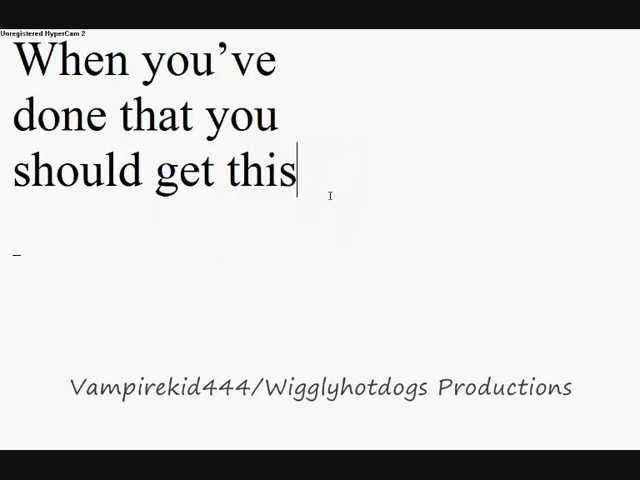 Unregistered HyperCam 2
When you’ve
done that you
should get this
Vampirekid444/Wigglyhotdogs Productions